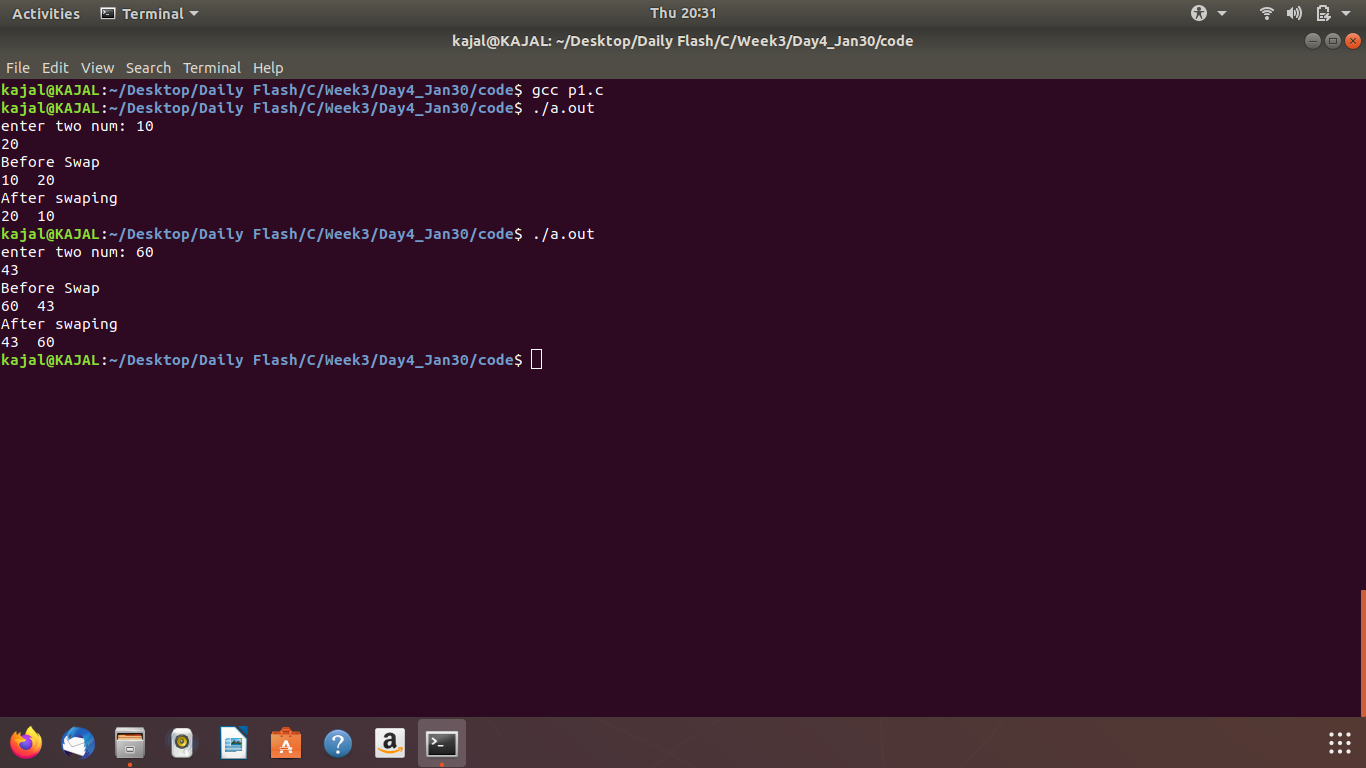 Activities Terminal Thu 20:31
kajal@KAJAL: ~/Desktop/Daily Flash/C/Week3/Day4_Jan30/code
File Edit View Search Terminal Help
kajal@KAJAL:~/Desktop/Daily Flash/C/Week3/Day4_Jan30/code$ gcc p1.c
kajal@KAJAL:~/Desktop/Daily Flash/C/Week3/Day4_Jan30/code$ ./a.out
enter two num: 10
20
Before Swap
10  20
After swaping
20  10
kajal@KAJAL:~/Desktop/Daily Flash/C/Week3/Day4_Jan30/code$ ./a.out
enter two num: 60
43
Before Swap
60  43
After swaping
43  60
kajal@KAJAL:~/Desktop/Daily Flash/C/Week3/Day4_Jan30/code$